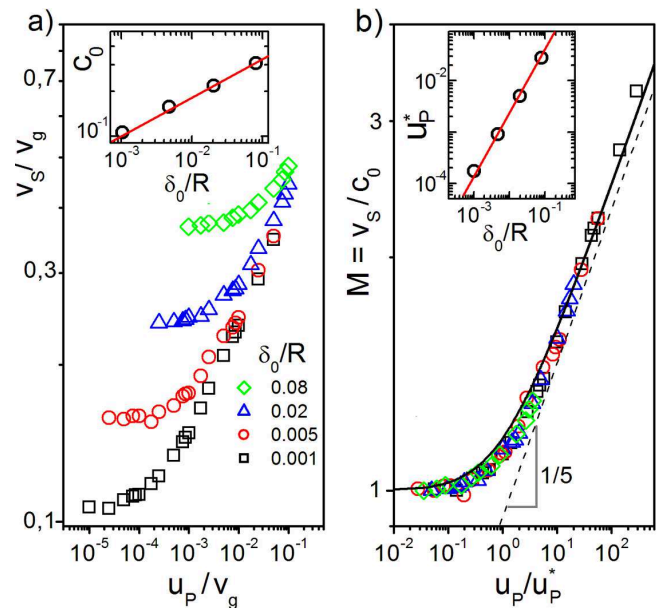 a)
0,7
0,3
0,1
v_S / v_g
C_0
10^-1
10^-3 10^-2 10^-1
δ_0/R
δ_0/R
0.08
0.02
0.005
0.001
10^-5 10^-4 10^-3 10^-2 10^-1
u_P / v_g
b)
3
1
M = v_S / c_0
u_P^*
10^-2
10^-4
10^-3 10^-1
δ_0/R
1/5
10^-2 10^-1 10^0 10^1 10^2
u_P/u_P^*